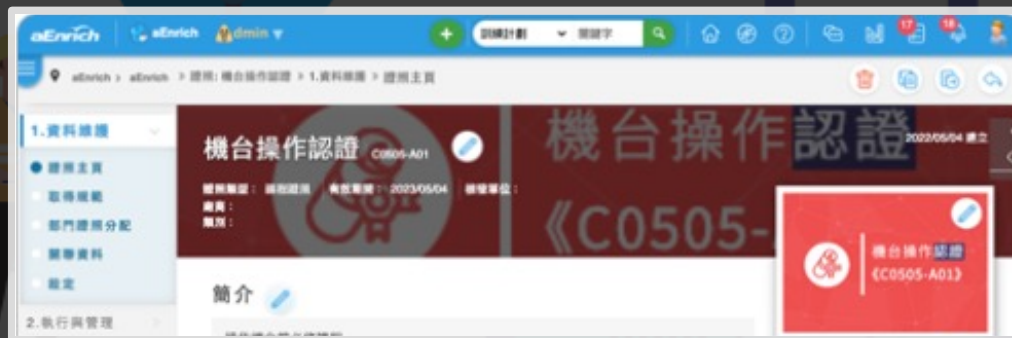 aEnrich aEnrich Admin 訓練計劃 關鍵字 17 18
aEnrich > aEnrich > 證照: 機台操作認證 > 1.資料維護 > 證照主頁
1.資料維護
證照主頁
取得規範
部門證照分配
關聯資料
設定
2.執行與管理
機台操作認證 C0505-A01
證照類型: 有效期間: 2023/05/04 發單位:
廠商:
類別:
機台操作認證
《C0505-
2022/05/04 建立
機台操作認證
《C0505-A01》
簡介